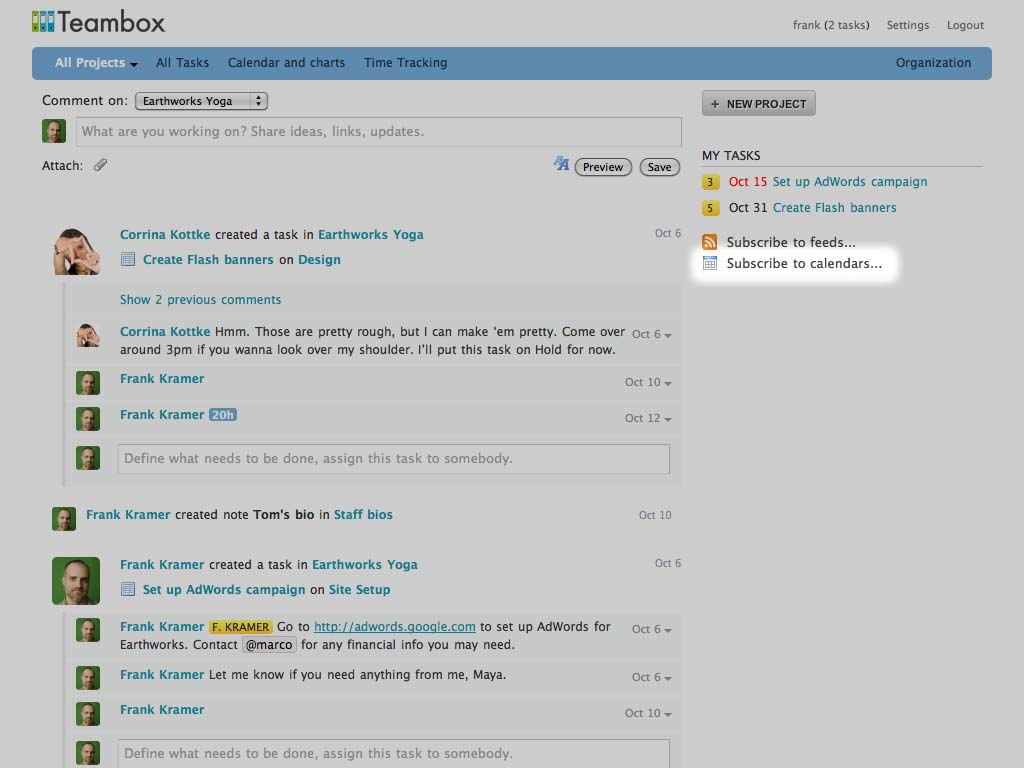 Teambox
frank (2 tasks) Settings Logout
All Projects All Tasks Calendar and charts Time Tracking Organization
Comment on: Earthworks Yoga
What are you working on? Share ideas, links, updates.
Attach: Preview Save
+ NEW PROJECT
MY TASKS
3 Oct 15 Set up AdWords campaign
5 Oct 31 Create Flash banners
Subscribe to feeds...
Subscribe to calendars...
Corrina Kottke created a task in Earthworks Yoga Oct 6
Create Flash banners on Design
Show 2 previous comments
Corrina Kottke Hmm. Those are pretty rough, but I can make ‘em pretty. Come over Oct 6
around 3pm if you wanna look over my shoulder. I’ll put this task on Hold for now.
Frank Kramer Oct 10
Frank Kramer 20h Oct 12
Define what needs to be done, assign this task to somebody.
Frank Kramer created note Tom's bio in Staff bios Oct 10
Frank Kramer created a task in Earthworks Yoga Oct 6
Set up AdWords campaign on Site Setup
Frank Kramer F. KRAMER Go to http://adwords.google.com to set up AdWords for Oct 6
Earthworks. Contact @marco for any financial info you may need.
Frank Kramer Let me know if you need anything from me, Maya. Oct 6
Frank Kramer Oct 10
Define what needs to be done, assign this task to somebody.